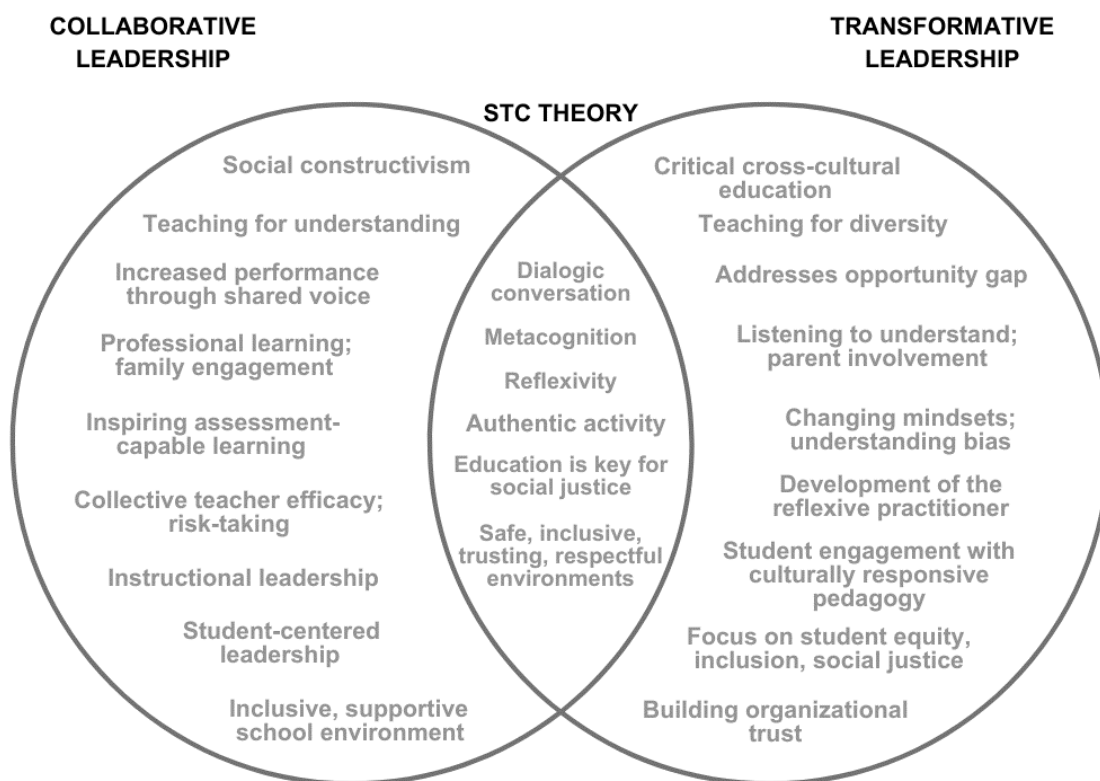 COLLABORATIVE
LEADERSHIP
TRANSFORMATIVE
LEADERSHIP
STC THEORY
Social constructivism
Teaching for understanding
Increased performance
through shared voice
Professional learning;
family engagement
Inspiring assessment-
capable learning
Collective teacher efficacy;
risk-taking
Instructional leadership
Student-centered
leadership
Inclusive, supportive
school environment
Dialogic
conversation
Metacognition
Reflexivity
Authentic activity
Education is key for
social justice
Safe, inclusive,
trusting, respectful
environments
Critical cross-cultural
education
Teaching for diversity
Addresses opportunity gap
Listening to understand;
parent involvement
Changing mindsets;
understanding bias
Development of the
reflexive practitioner
Student engagement with
culturally responsive
pedagogy
Focus on student equity,
inclusion, social justice
Building organizational
trust